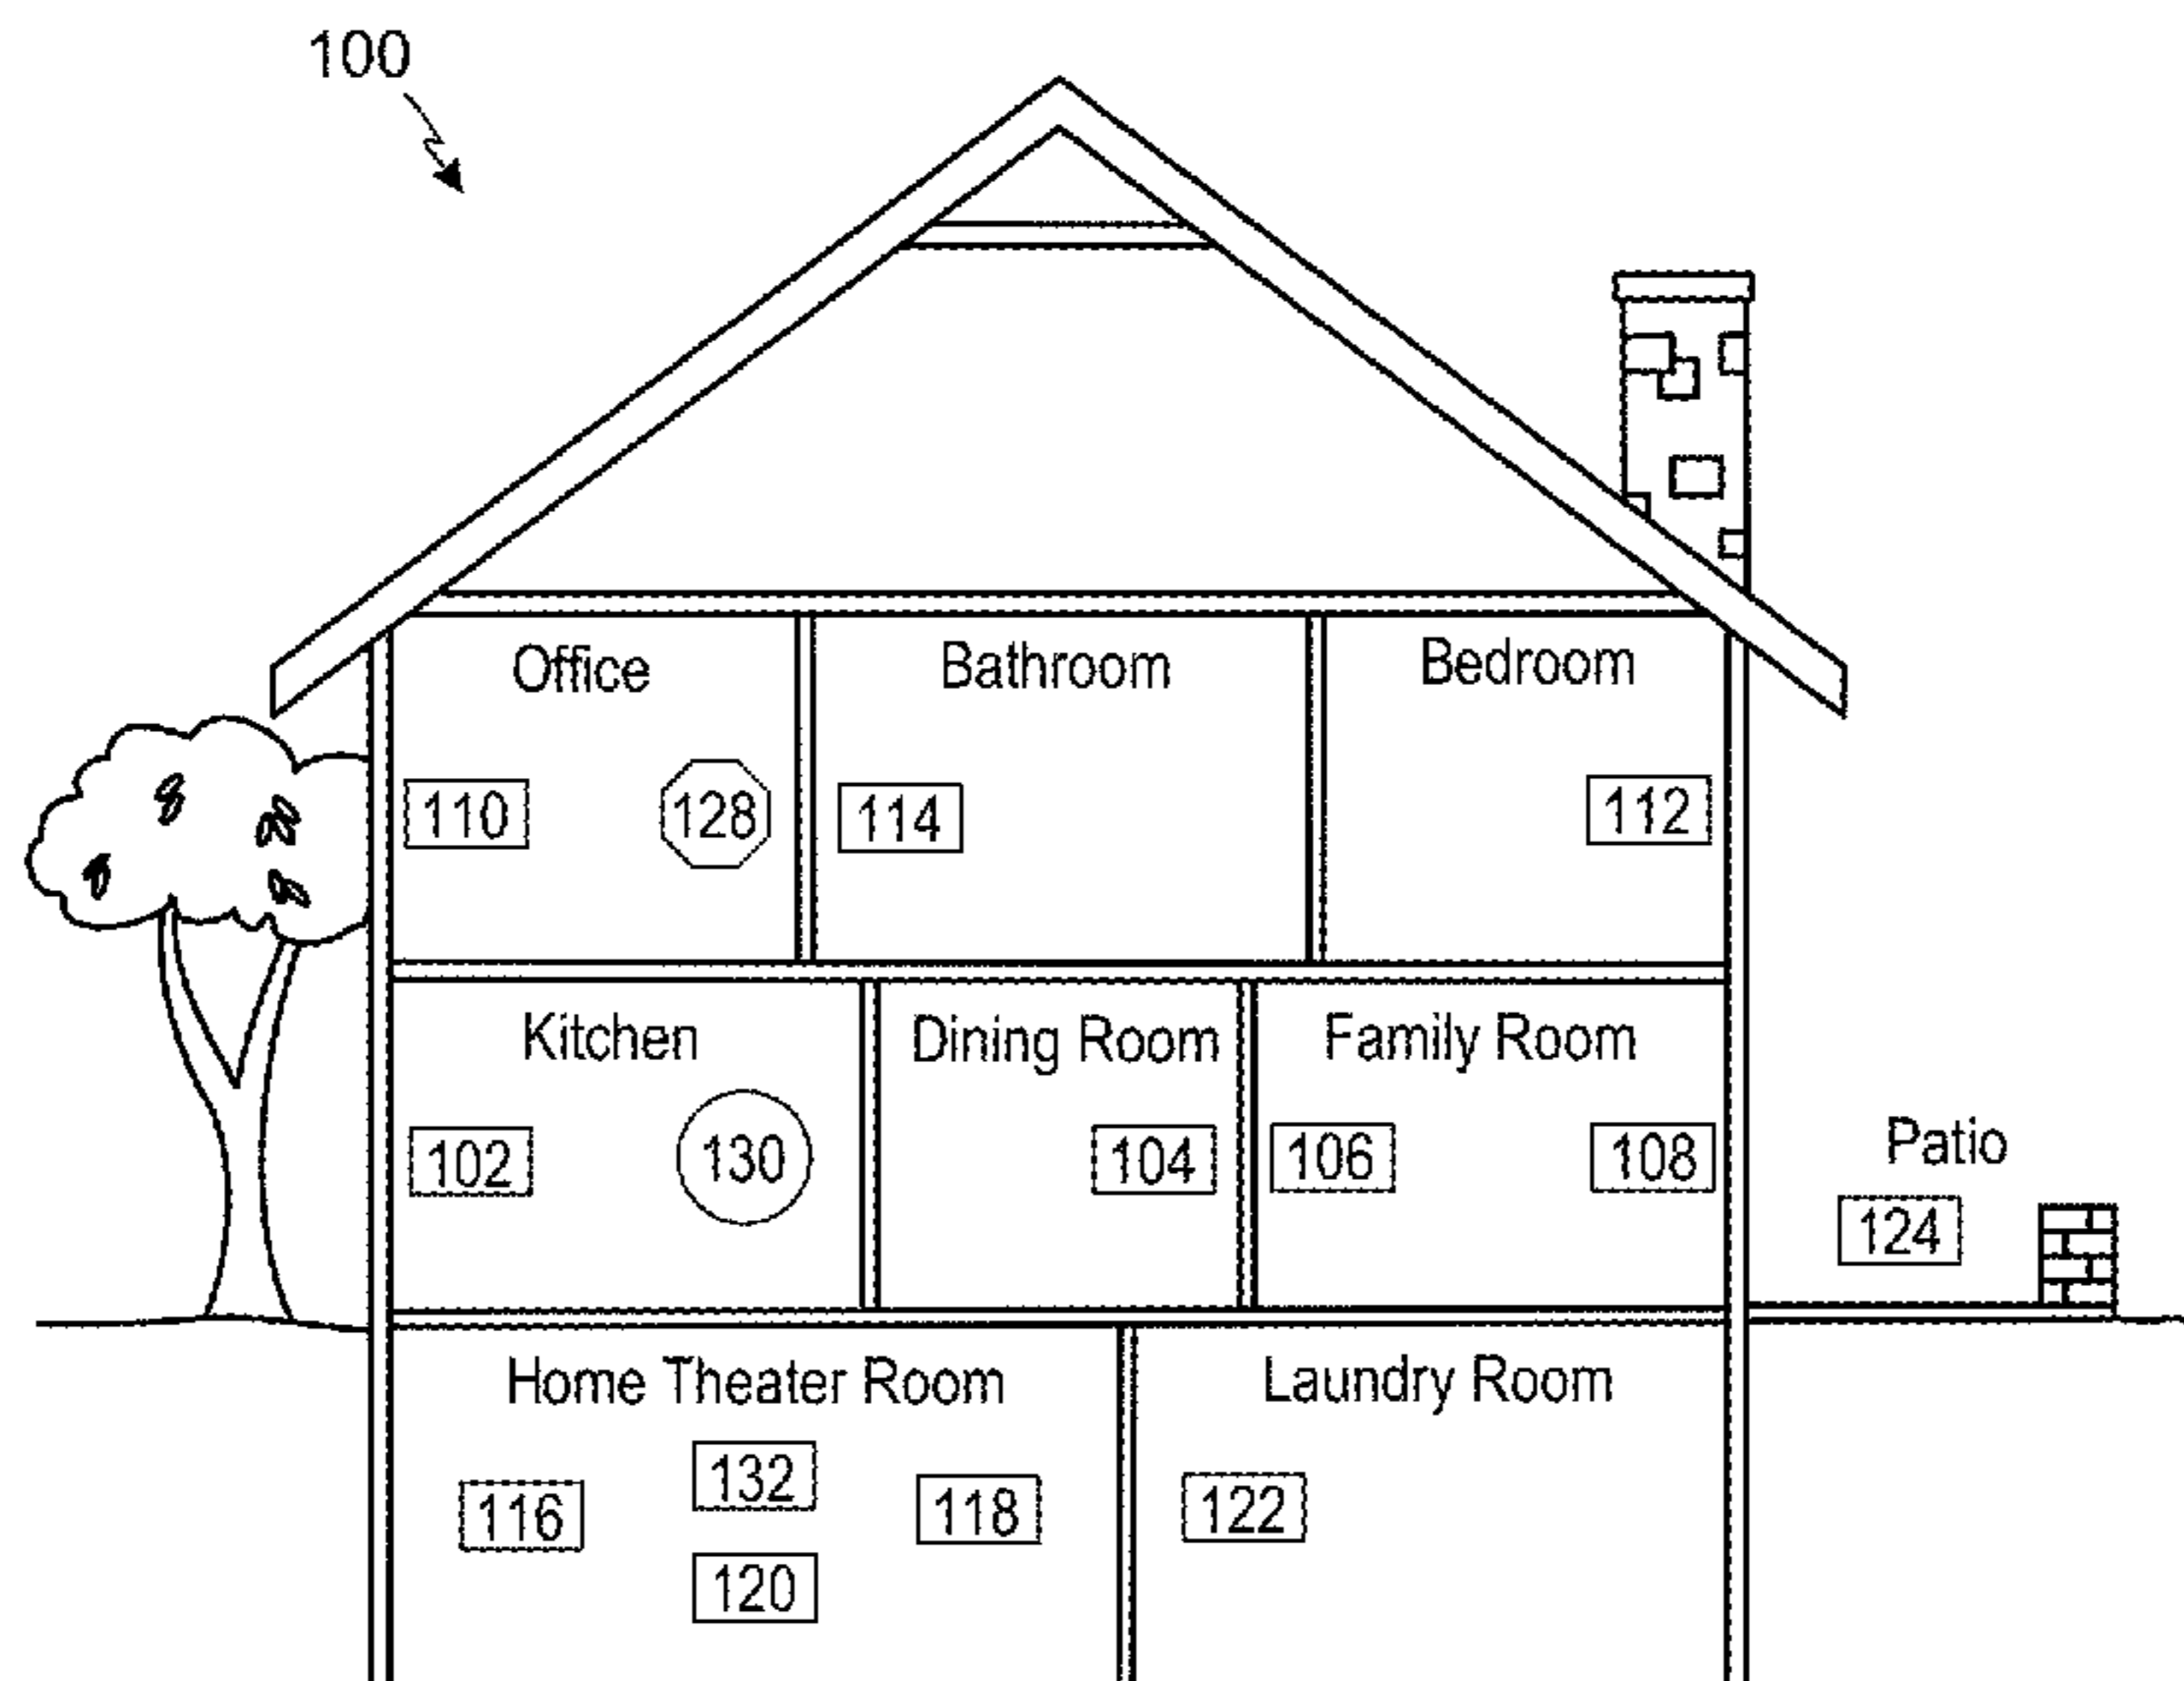 100
Office
Bathroom
Bedroom
110
128
114
112
Kitchen
Dining Room
Family Room
102
130
104
106
108
Patio
124
Home Theater Room
Laundry Room
116
132
118
120
122